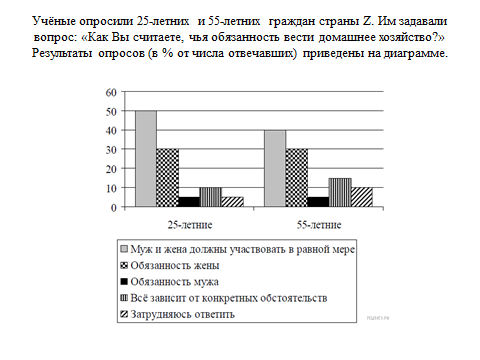 Учёные опросили 25-летних и 55-летних граждан страны Z. Им задавали
вопрос: «Как Вы считаете, чья обязанность вести домашнее хозяйство?»
Результаты опросов (в % от числа отвечавших) приведены на диаграмме.
60
50
40
30
20
10
0
25-летние 55-летние
Муж и жена должны участвовать в равной мере
Обязанность жены
Обязанность мужа
Всё зависит от конкретных обстоятельств
Затрудняюсь ответить